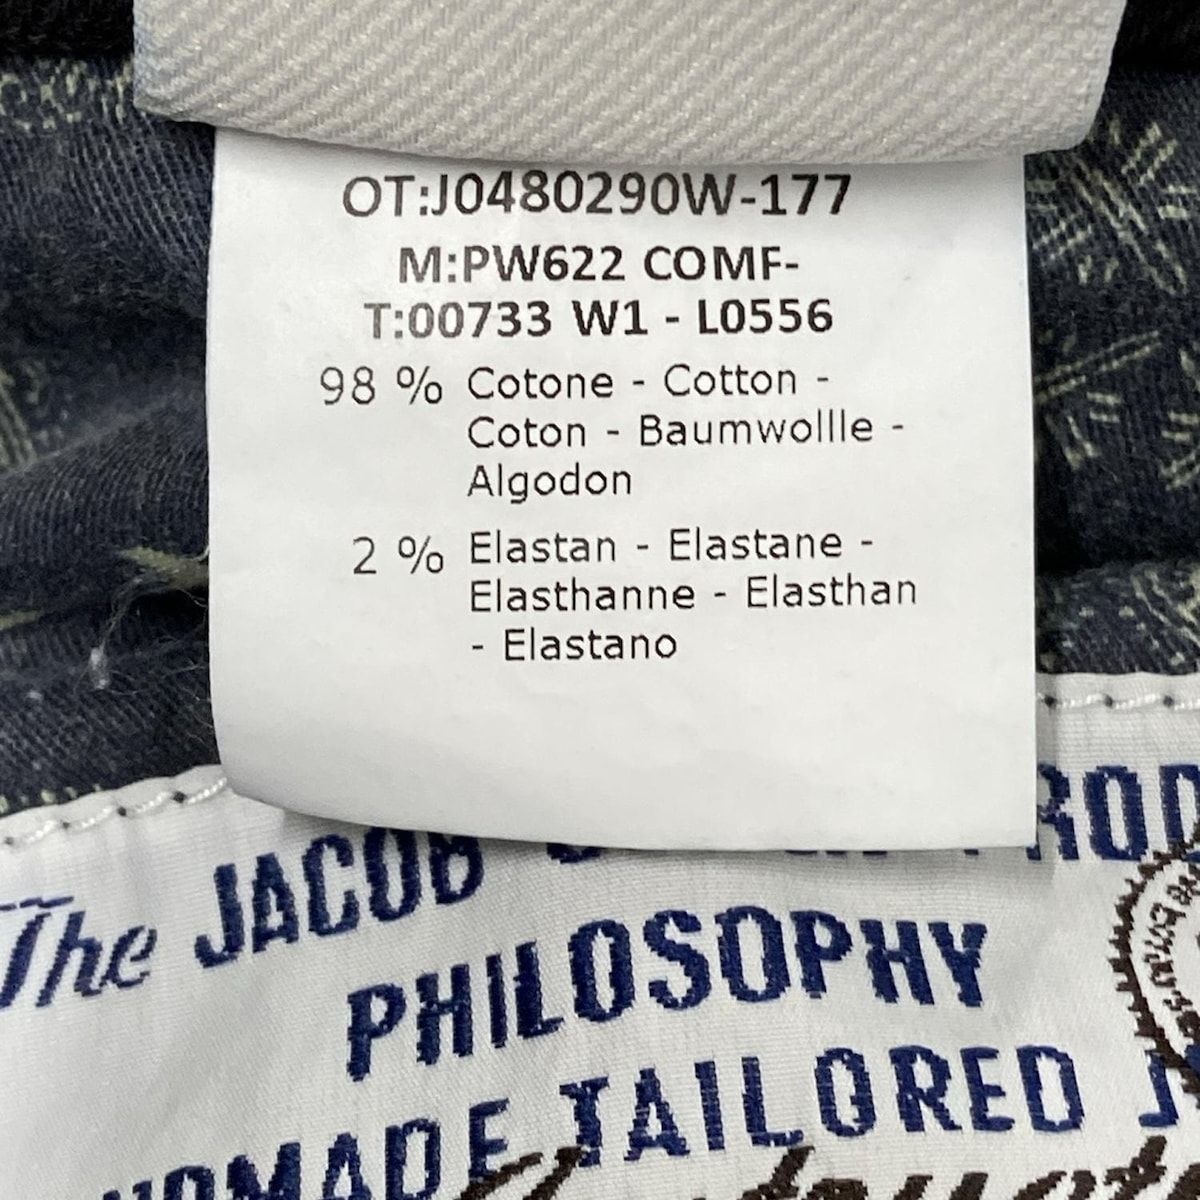 OT:J0480290W-177
M:PW622 COMF-
T:00733 W1 - L0556
98 % Cotone - Cotton -
Coton - Baumwollle -
Algodon
2 % Elastan - Elastane -
Elasthanne - Elasthan
- Elastano
The JACOB
PHILOSOPHY
TAILORED